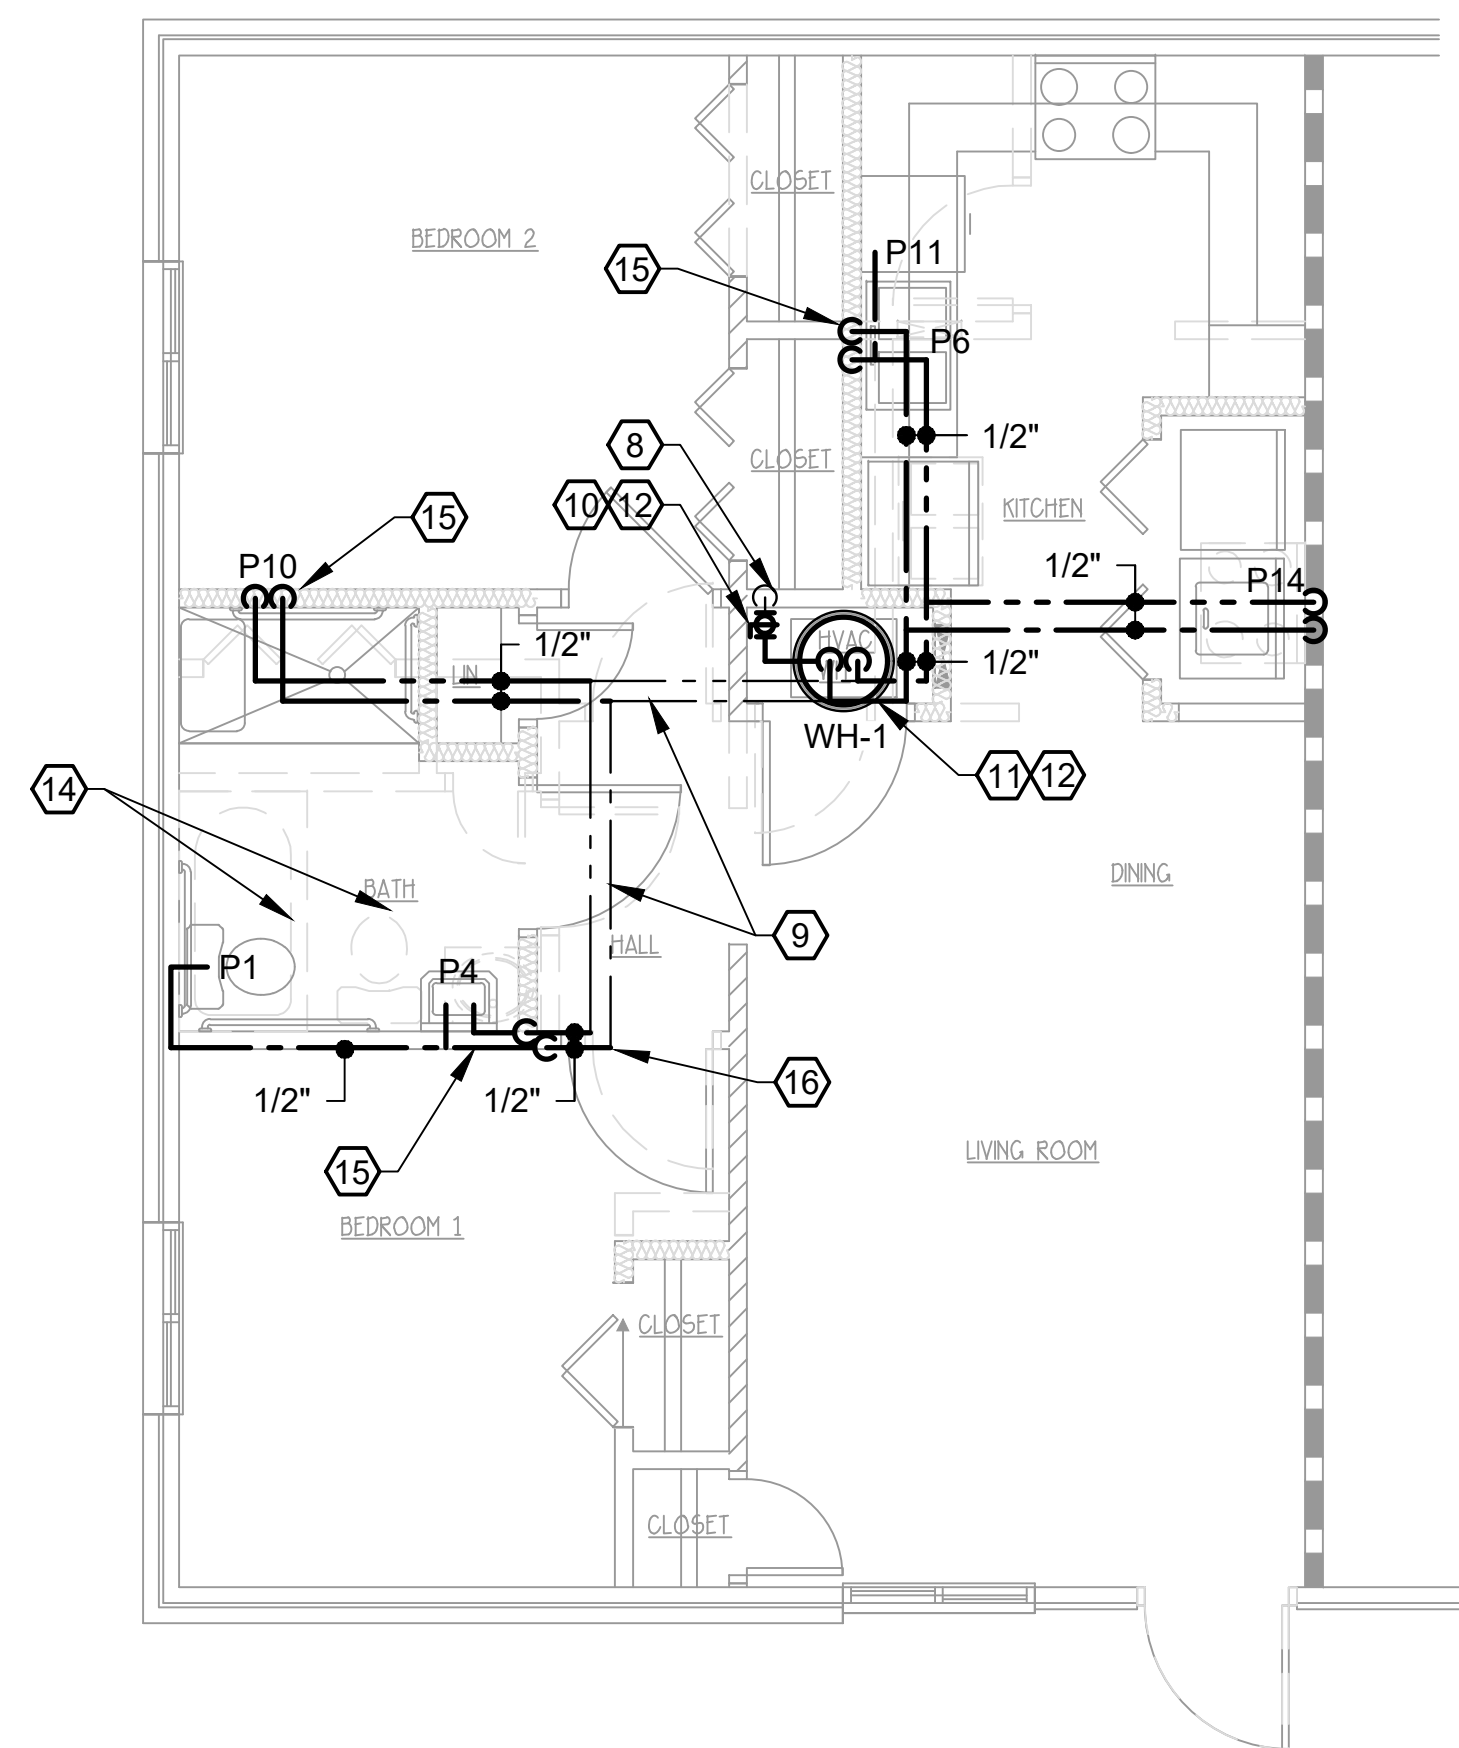 CLOSET
BEDROOM 2
P11
15
P6
8
1/2"
CLOSET
10 12
15
KITCHEN
P10
1/2"
P14
HVAC
1/2"
1/2"
LIN
WH-1
14
11 12
BATH
DINING
9
HALL
P1
P4
16
1/2"
1/2"
LIVING ROOM
15
BEDROOM 1
CLOSET
CLOSET